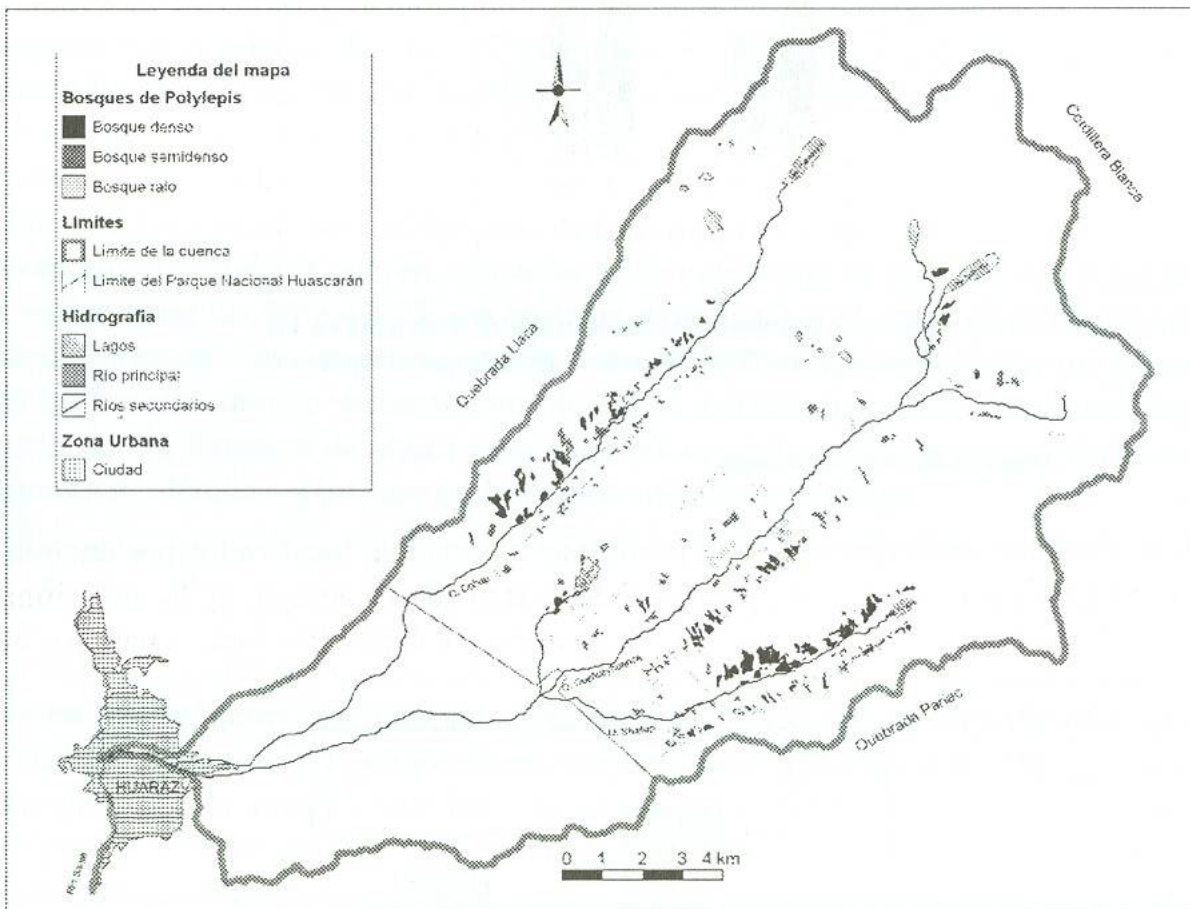 Leyenda del mapa
Bosques de Polylepis
Bosque denso
Bosque semidenso
Bosque ralo
Límites
Límite de la cuenca
Límite del Parque Nacional Huascarán
Hidrografía
Lagos
Río principal
Ríos secundarios
Zona Urbana
Ciudad
Cordillera Blanca
Quebrada Llaca
Quebrada Pariac
HUARAZ
Río Santa
0 1 2 3 4 km